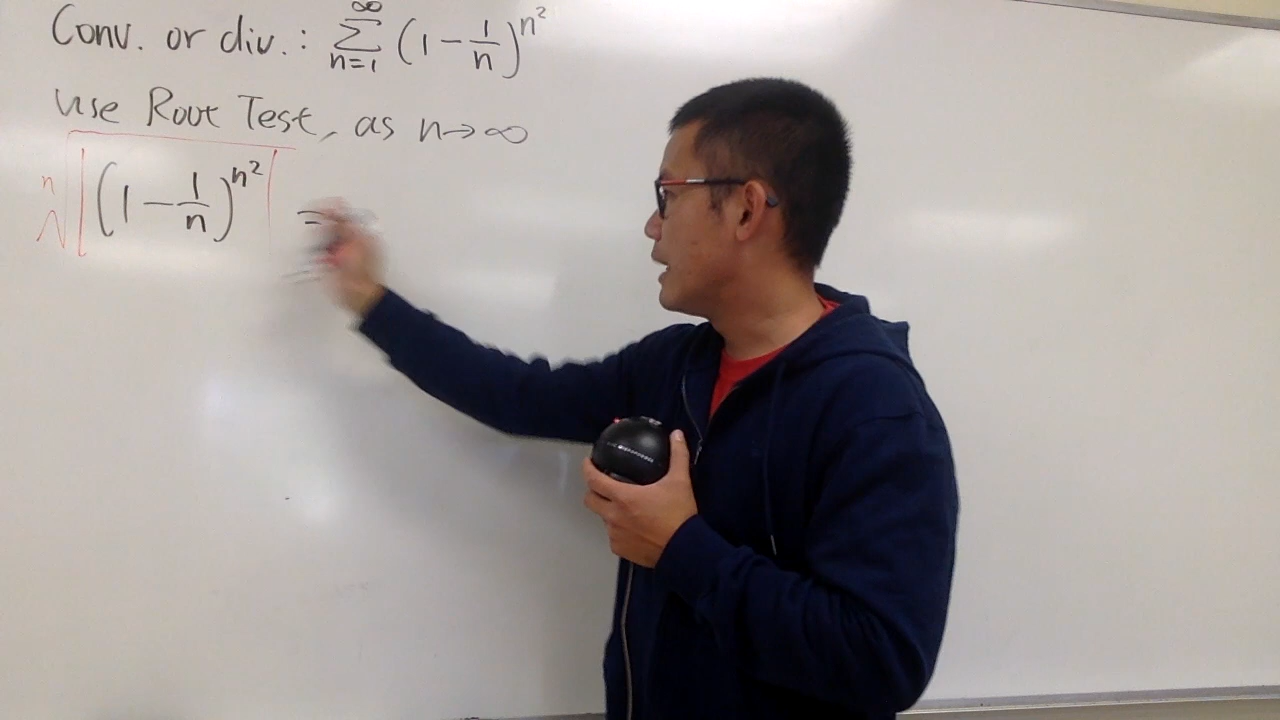 Conv. or div.: ∑_{n=1}^{∞} (1 - 1/n)^{n²}
Use Root Test, as n→∞
ⁿ√|(1 - 1/n)^{n²}| =